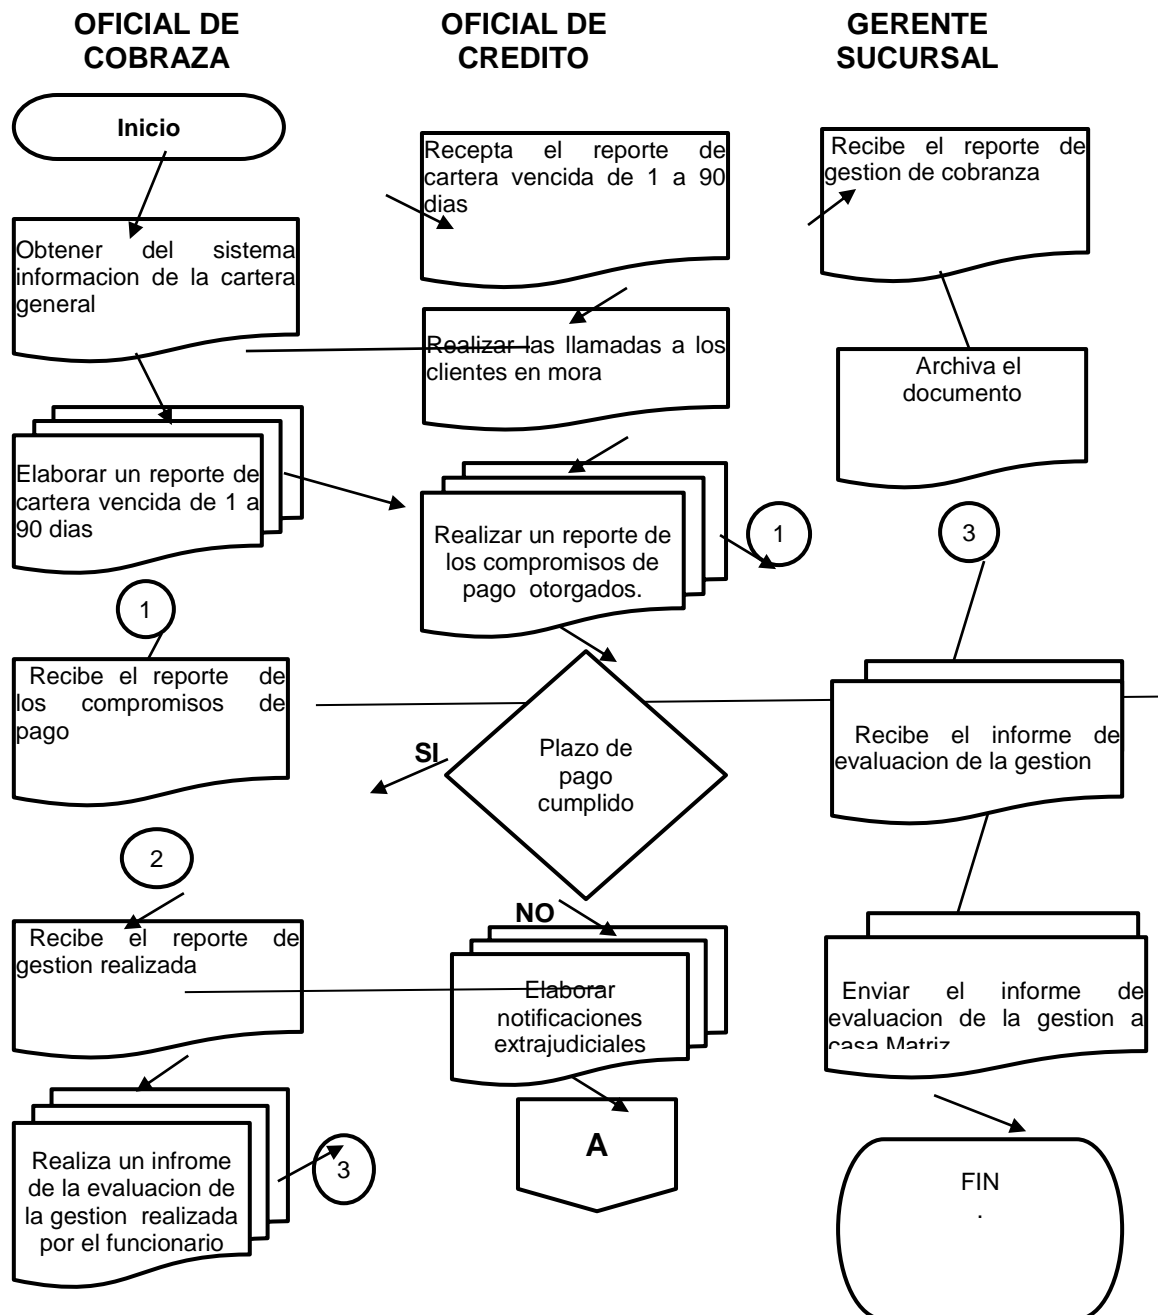 OFICIAL DE
COBRAZA
Inicio
Obtener del sistema
informacion de la cartera
general
Elaborar un reporte de
cartera vencida de 1 a
90 dias
1
Recibe el reporte de
los compromisos de
pago
2
Recibe el reporte de
gestion realizada
Realiza un infrome
de la evaluacion de
la gestion realizada
por el funcionario
3
OFICIAL DE
CREDITO
Recepta el reporte de
cartera vencida de 1 a 90
dias
Realizar las llamadas a los
clientes en mora
Realizar un reporte de
los compromisos de
pago otorgados.
1
SI
Plazo de
pago
cumplido
NO
Elaborar
notificaciones
extrajudiciales
A
GERENTE
SUCURSAL
Recibe el reporte de
gestion de cobranza
Archiva el
documento
3
Recibe el informe de
evaluacion de la gestion
Enviar el informe de
evaluacion de la gestion a
casa Matriz
FIN
.